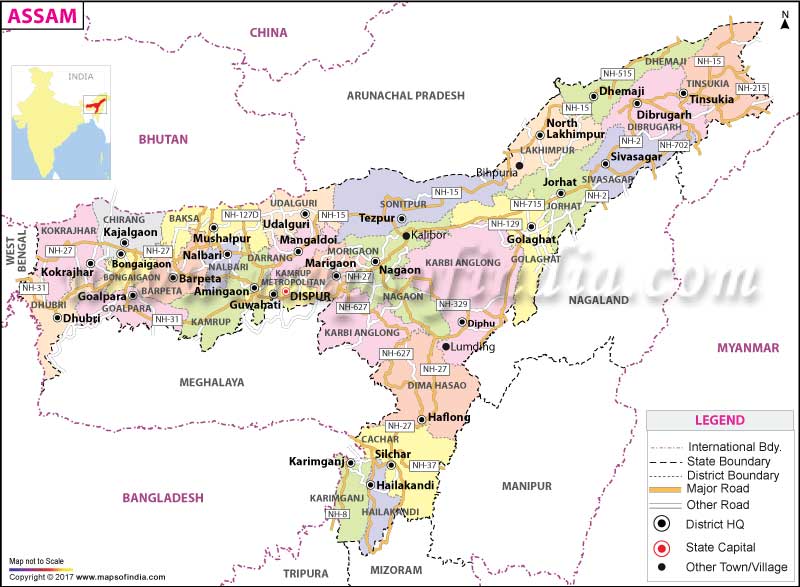 ASSAM
N
CHINA
INDIA
ARUNACHAL PRADESH
BHUTAN
DHEMAJI
NH-15
NH-515
TINSUKIA
NH-215
Dhemaji
Tinsukia
NH-15
Dibrugarh
DIBRUGARH
North
Lakhimpur
LAKHIMPUR
NH-2
NH-702
Sivasagar
Bihpuria
SIVASAGAR
Jorhat
NH-2
JORHAT
NH-15
SONITPUR
NH-715
UDALGURI
NH-15
Tezpur
NH-129
Udalguri
BAKSA
NH-127D
CHIRANG
KOKRAJHAR
Kajalgaon
Mushalpur
Mangaldoi
Kalibor
Golaghat
GOLAGHAT
WEST
BENGAL
NH-27
NH-27
Bongaigaon
Nalbari
NALBARI
DARRANG
MORIGAON
Marigaon
Nagaon
KARBI ANGLONG
Kokrajhar
BONGAIGAON
Barpeta
KAMRUP
METROPOLITAN
NH-27
NH-31
Goalpara
BARPETA
Amingaon
Guwahati
DISPUR
NAGAON
NAGALAND
DHUBRI
GOALPARA
NH-627
NH-329
Dhubri
NH-31
KAMRUP
KARBI ANGLONG
Diphu
mapsofindia.com
Lumding
MYANMAR
NH-627
NH-27
MEGHALAYA
DIMA HASAO
Haflong
NH-27
CACHAR
Silchar
Karimganj
NH-37
Hailakandi
BANGLADESH
KARIMGANJ
HAILAKANDI
MANIPUR
NH-8
TRIPURA
MIZORAM
LEGEND
International Bdy.
State Boundary
District Boundary
Major Road
Other Road
District HQ
State Capital
Other Town/Village
Map not to Scale
Copyright © 2017 www.mapsofindia.com